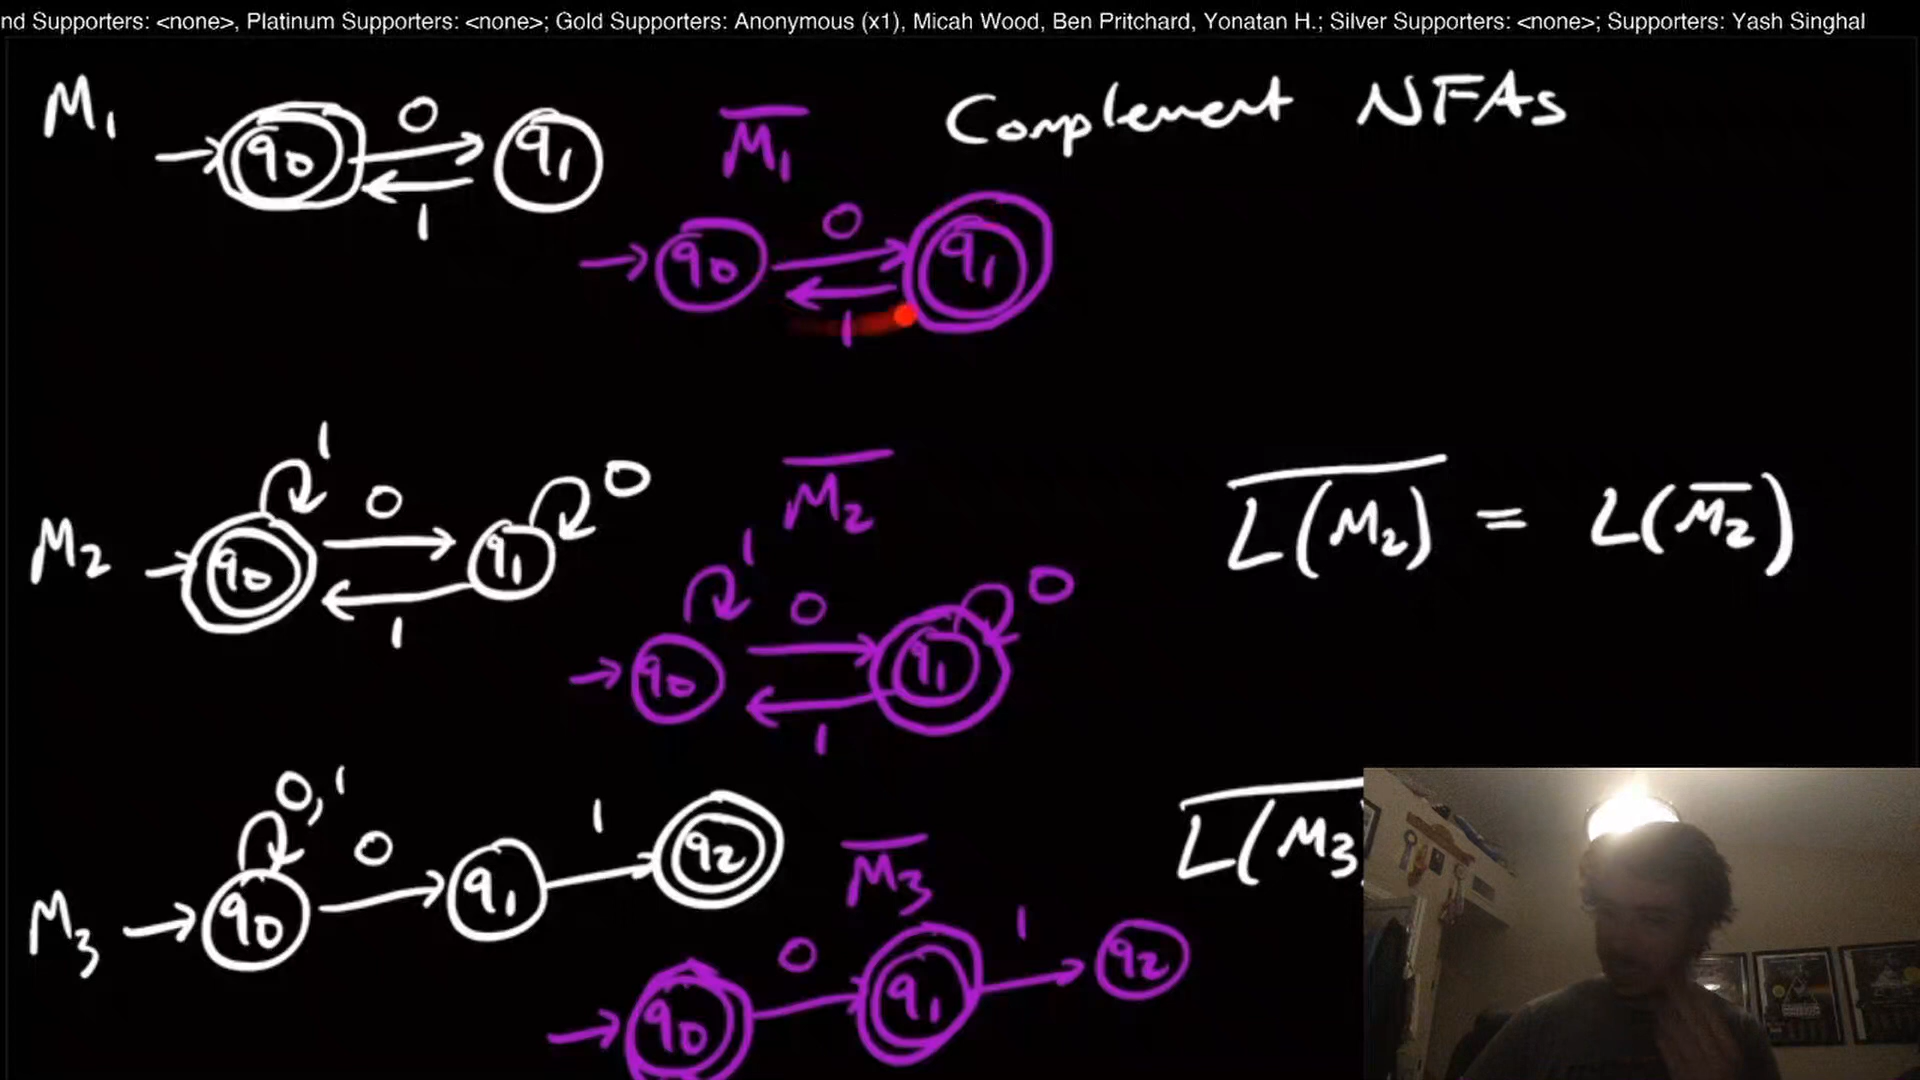 nd Supporters: <none>, Platinum Supporters: <none>; Gold Supporters: Anonymous (x1), Micah Wood, Ben Pritchard, Yonatan H.; Silver Supporters: <none>; Supporters: Yash Singhal
Complement NFAs
M₁
q₀
0
q₁
1
M̅₁
q₀
0
q₁
1
M₂
1
q₀
0
q₁
0
1
M̅₂
1
q₀
0
q₁
0
1
\overline{L(M₂)} = L(M̅₂)
M₃
0,1
q₀
0
q₁
1
q₂
M̅₃
q₀
0
q₁
1
q₂
\overline{L(M₃